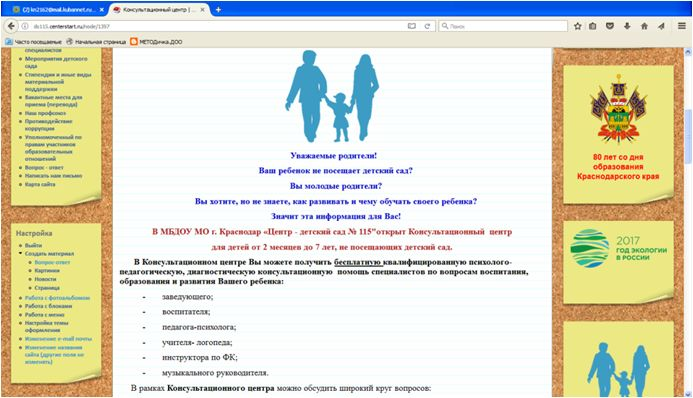 (2) kn2162@mail.kubannet.ru...
Консультационный центр | ...
ds115.centerstart.ru/node/1397
Поиск
Часто посещаемые
Начальная страница
МЕТОДичка.ДОО
специалистов
Мероприятия детского
сада
Стипендии и иные виды
материальной
поддержки
Вакантные места для
приема (перевода)
Наш профсоюз
Противодействие
коррупции
Уполномоченный по
правам участников
образовательных
отношений
Вопрос - ответ
Написать нам письмо
Карта сайта
Настройка
Выйти
Создать материал
Вопрос-ответ
Картинки
Новости
Страница
Работа с фотоальбомом
Работа с блоками
Работа с меню
Настройка темы
оформления
Изменение e-mail почты
Изменение названия
сайта (другие поля не
изменять)
Уважаемые родители!
Ваш ребенок не посещает детский сад?
Вы молодые родители?
Вы хотите, но не знаете, как развивать и чему обучать своего ребенка?
Значит эта информация для Вас!
В МБДОУ МО г. Краснодар «Центр - детский сад № 115"открыт Консультационный центр
для детей от 2 месяцев до 7 лет, не посещающих детский сад.
В Консультационном центре Вы можете получить бесплатную квалифицированную психолого-
педагогическую, диагностическую консультационную помощь специалистов по вопросам воспитания,
образования и развития Вашего ребенка:
- заведующего;
- воспитателя;
- педагога-психолога;
- учителя- логопеда;
- инструктора по ФК;
- музыкального руководителя.
В рамках Консультационного центра можно обсудить широкий круг вопросов:
80 лет со дня
образования
Краснодарского края
2017
ГОД ЭКОЛОГИИ
В РОССИИ